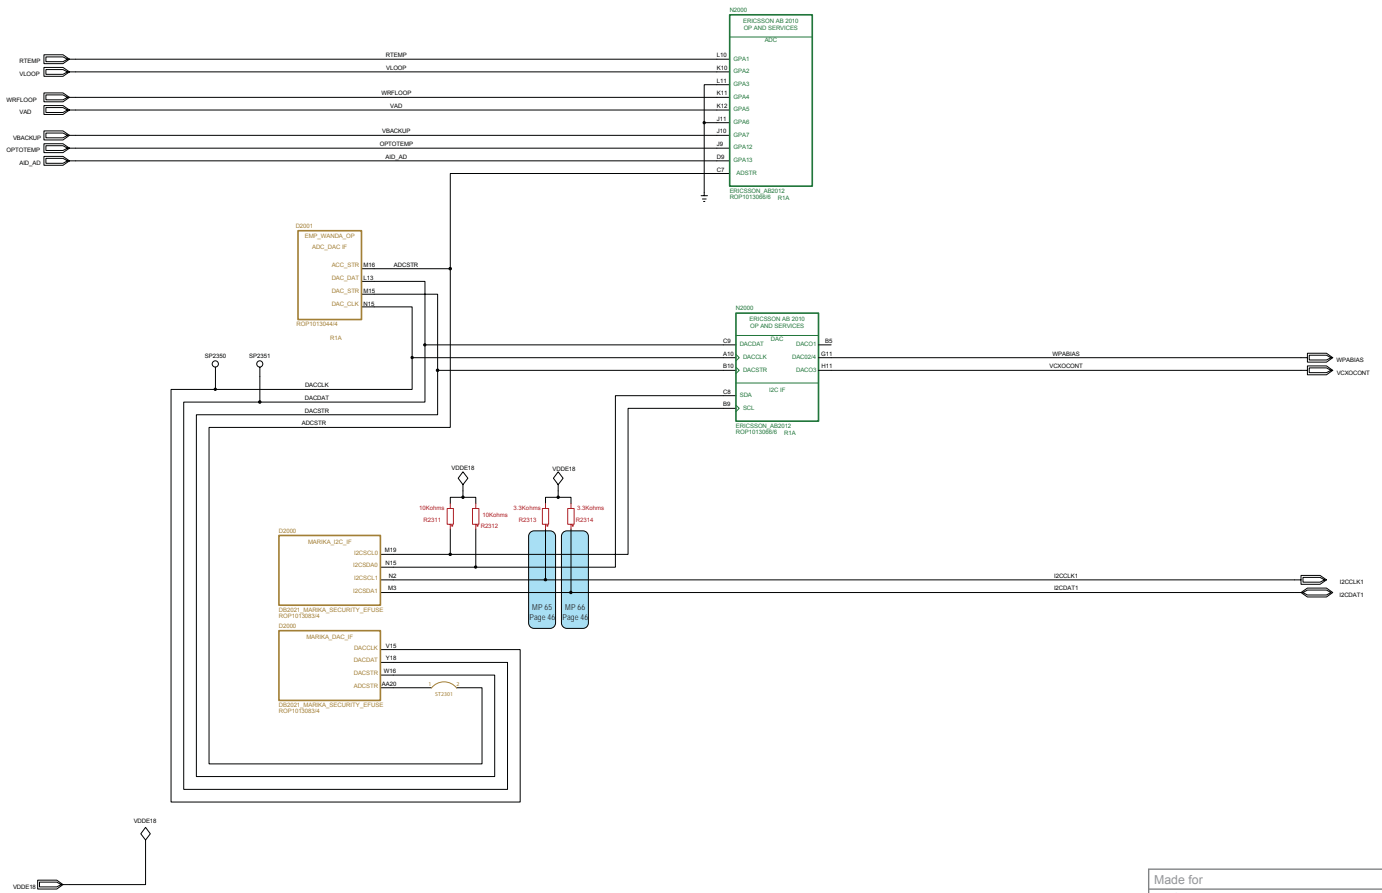 N2000
ERICSSON AB 2010
OP AND SERVICES
ADC
RTEMP RTEMP L10 GPA1
VLOOP VLOOP K10 GPA2
L11 GPA3
WRFLOOP WRFLOOP K11 GPA4
VAD VAD K12 GPA5
J11 GPA6
VBACKUP VBACKUP J10 GPA7
OPTOTEMP OPTOTEMP J9 GPA12
AID_AD AID_AD D9 GPA13
C7 ADSTR
ERICSSON_AB2012
ROP1013066/6 R1A
D2001
EMP_WANDA_OP
ADC_DAC IF
ACC_STR M16 ADCSTR
DAC_DAT L13
DAC_STR M15
DAC_CLK N15
ROP1013044/4
R1A
N2000
ERICSSON AB 2010
OP AND SERVICES
DAC
C9 DACDAT DACO1 B5
A10 DACCLK DACO2/4 G11 WPABIAS WPABIAS
B10 DACSTR DACO3 H11 VCXOCONT VCXOCONT
I2C IF
C8 SDA
B9 SCL
ERICSSON_AB2012
ROP1013066/6 R1A
SP2350 SP2351
DACCLK
DACDAT
DACSTR
ADCSTR
VDDE18 VDDE18
10Kohms R2311
10Kohms R2312
3.3Kohms R2313
3.3Kohms R2314
D2000
MARIKA_I2C_IF
I2CSCL0 M19
I2CSDA0 N15
I2CSCL1 N2 I2CCLK1 I2CCLK1
I2CSDA1 M3 I2CDAT1 I2CDAT1
DB2021_MARIKA_SECURITY_EFUSE
ROP1013083/4
MP 65
Page 46
MP 66
Page 46
D2000
MARIKA_DAC_IF
DACCLK V15
DACDAT Y18
DACSTR W16
ADCSTR AA20 1 ST2301 2
DB2021_MARIKA_SECURITY_EFUSE
ROP1013083/4
VDDE18
VDDE18
Made for